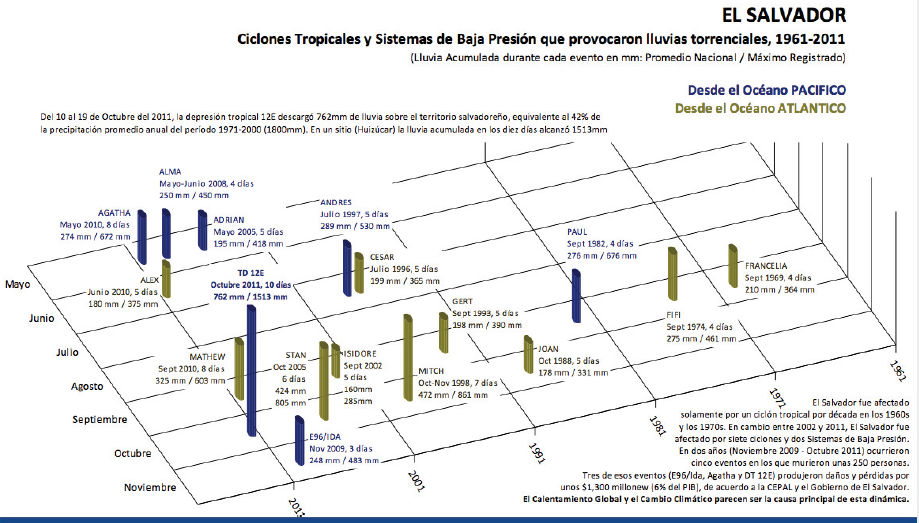 EL SALVADOR
Ciclones Tropicales y Sistemas de Baja Presión que provocaron lluvias torrenciales, 1961-2011
(Lluvia Acumulada durante cada evento en mm: Promedio Nacional / Máximo Registrado)
Desde el Océano PACIFICO
Desde el Océano ATLANTICO
Del 10 al 19 de Octubre del 2011, la depresión tropical 12E descargó 762mm de lluvia sobre el territorio salvadoreño, equivalente al 42% de
la precipitación promedio anual del período 1971-2000 (1800mm). En un sitio (Huizúcar) la lluvia acumulada en los diez días alcanzó 1513mm
ALMA
Mayo-Junio 2008, 4 días
250 mm / 450 mm
AGATHA
Mayo 2010, 8 días
274 mm / 672 mm
ADRIAN
Mayo 2005, 5 días
195 mm / 418 mm
ANDRES
Julio 1997, 5 días
289 mm / 530 mm
PAUL
Sept 1982, 4 días
276 mm / 676 mm
CESAR
Julio 1996, 5 días
199 mm / 365 mm
FRANCELIA
Sept 1969, 4 días
210 mm / 364 mm
ALEX
Junio 2010, 5 días
180 mm / 375 mm
TD 12E
Octubre 2011, 10 días
762 mm / 1513 mm
GERT
Sept 1993, 5 días
198 mm / 390 mm
FIFI
Sept 1974, 4 días
275 mm / 461 mm
MATHEW
Sept 2010, 8 días
325 mm / 603 mm
STAN
Oct 2005
6 días
424 mm
805 mm
ISIDORE
Sept 2002
5 días
160mm
285mm
MITCH
Oct-Nov 1998, 7 días
472 mm / 861 mm
JOAN
Oct 1988, 5 días
178 mm / 331 mm
E96/IDA
Nov 2009, 3 días
248 mm / 483 mm
Mayo
Junio
Julio
Agosto
Septiembre
Octubre
Noviembre
2011
2001
1991
1981
1971
1961
El Salvador fue afectado
solamente por un ciclón tropical por década en los 1960s
y los 1970s. En cambio entre 2002 y 2011, El Salvador fue
afectado por siete ciclones y dos Sistemas de Baja Presión.
En dos años (Noviembre 2009 - Octubre 2011) ocurrieron
cinco eventos en los que murieron unas 250 personas.
Tres de esos eventos (E96/Ida, Agatha y DT 12E) produjeron daños y pérdidas por
unos $1,300 millonew (6% del PIB), de acuerdo a la CEPAL y el Gobierno de El Salvador.
El Calentamiento Global y el Cambio Climático parecen ser la causa principal de esta dinámica.